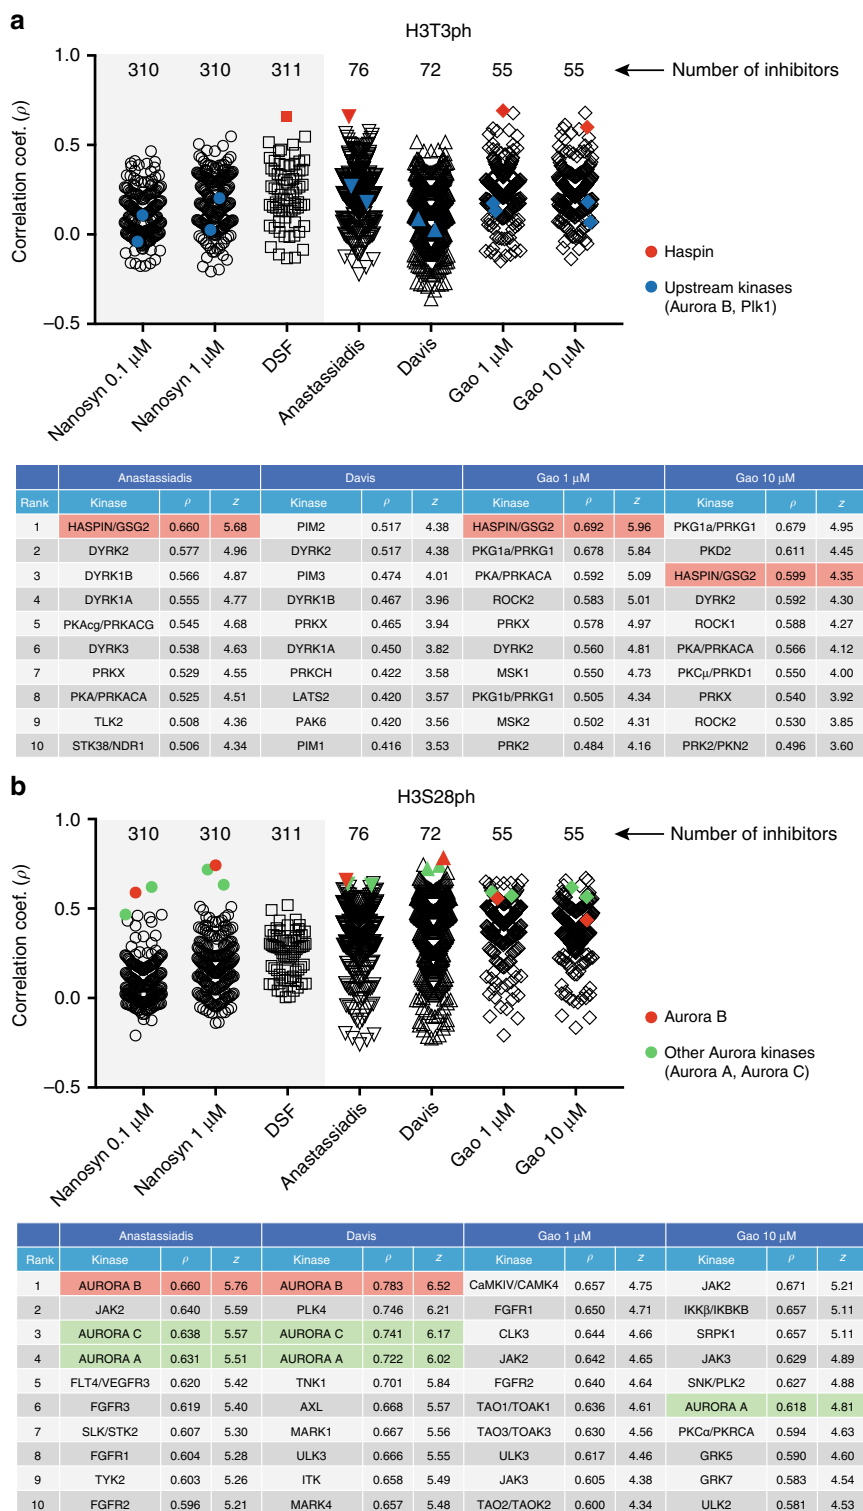 a
H3T3ph
1.0
0.5
0.0
–0.5
Correlation coef. (ρ)
310 310 311 76 72 55 55 Number of inhibitors
Haspin
Upstream kinases
(Aurora B, Plk1)
Nanosyn 0.1 μM
Nanosyn 1 μM
DSF
Anastassiadis
Davis
Gao 1 μM
Gao 10 μM
Anastassiadis Davis Gao 1 μM Gao 10 μM
Rank Kinase ρ z Kinase ρ z Kinase ρ z Kinase ρ z
1 HASPIN/GSG2 0.660 5.68 PIM2 0.517 4.38 HASPIN/GSG2 0.692 5.96 PKG1a/PRKG1 0.679 4.95
2 DYRK2 0.577 4.96 DYRK2 0.517 4.38 PKG1a/PRKG1 0.678 5.84 PKD2 0.611 4.45
3 DYRK1B 0.566 4.87 PIM3 0.474 4.01 PKA/PRKACA 0.592 5.09 HASPIN/GSG2 0.599 4.35
4 DYRK1A 0.555 4.77 DYRK1B 0.467 3.96 ROCK2 0.583 5.01 DYRK2 0.592 4.30
5 PKAcg/PRKACG 0.545 4.68 PRKX 0.465 3.94 PRKX 0.578 4.97 ROCK1 0.588 4.27
6 DYRK3 0.538 4.63 DYRK1A 0.450 3.82 DYRK2 0.560 4.81 PKA/PRKACA 0.566 4.12
7 PRKX 0.529 4.55 PRKCH 0.422 3.58 MSK1 0.550 4.73 PKCμ/PRKD1 0.550 4.00
8 PKA/PRKACA 0.525 4.51 LATS2 0.420 3.57 PKG1b/PRKG1 0.505 4.34 PRKX 0.540 3.92
9 TLK2 0.508 4.36 PAK6 0.420 3.56 MSK2 0.502 4.31 ROCK2 0.530 3.85
10 STK38/NDR1 0.506 4.34 PIM1 0.416 3.53 PRK2 0.484 4.16 PRK2/PKN2 0.496 3.60
b
H3S28ph
1.0
0.5
0.0
–0.5
Correlation coef. (ρ)
310 310 311 76 72 55 55 Number of inhibitors
Aurora B
Other Aurora kinases
(Aurora A, Aurora C)
Nanosyn 0.1 μM
Nanosyn 1 μM
DSF
Anastassiadis
Davis
Gao 1 μM
Gao 10 μM
Anastassiadis Davis Gao 1 μM Gao 10 μM
Rank Kinase ρ z Kinase ρ z Kinase ρ z Kinase ρ z
1 AURORA B 0.660 5.76 AURORA B 0.783 6.52 CaMKIV/CAMK4 0.657 4.75 JAK2 0.671 5.21
2 JAK2 0.640 5.59 PLK4 0.746 6.21 FGFR1 0.650 4.71 IKKβ/IKBKB 0.657 5.11
3 AURORA C 0.638 5.57 AURORA C 0.741 6.17 CLK3 0.644 4.66 SRPK1 0.657 5.11
4 AURORA A 0.631 5.51 AURORA A 0.722 6.02 JAK2 0.642 4.65 JAK3 0.629 4.89
5 FLT4/VEGFR3 0.620 5.42 TNK1 0.701 5.84 FGFR2 0.640 4.64 SNK/PLK2 0.627 4.88
6 FGFR3 0.619 5.40 AXL 0.668 5.57 TAO1/TOAK1 0.636 4.61 AURORA A 0.618 4.81
7 SLK/STK2 0.607 5.30 MARK1 0.667 5.56 TAO3/TOAK3 0.630 4.56 PKCα/PKRCA 0.594 4.63
8 FGFR1 0.604 5.28 ULK3 0.666 5.55 ULK3 0.617 4.46 GRK5 0.590 4.60
9 TYK2 0.603 5.26 ITK 0.658 5.49 JAK3 0.605 4.38 GRK7 0.583 4.54
10 FGFR2 0.596 5.21 MARK4 0.657 5.48 TAO2/TAOK2 0.600 4.34 ULK2 0.581 4.53